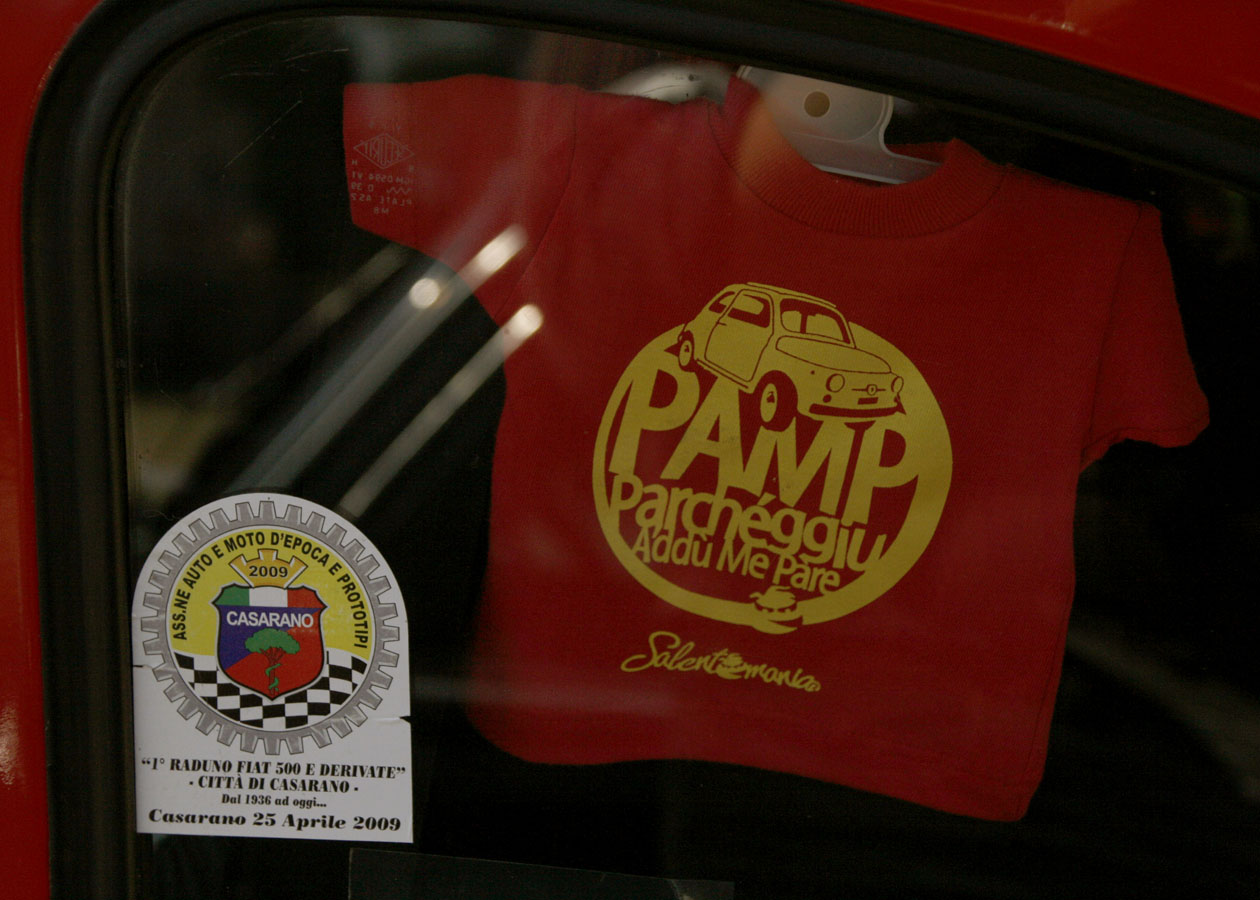 PAMP
Parchéggiu
Addù Me Pàre
Salentomania
ASS.NE AUTO E MOTO D'EPOCA E PROTOTIPI
2009
CASARANO
“1° RADUNO FIAT 500 E DERIVATE”
- CITTÀ DI CASARANO -
Dal 1936 ad oggi...
Casarano 25 Aprile 2009